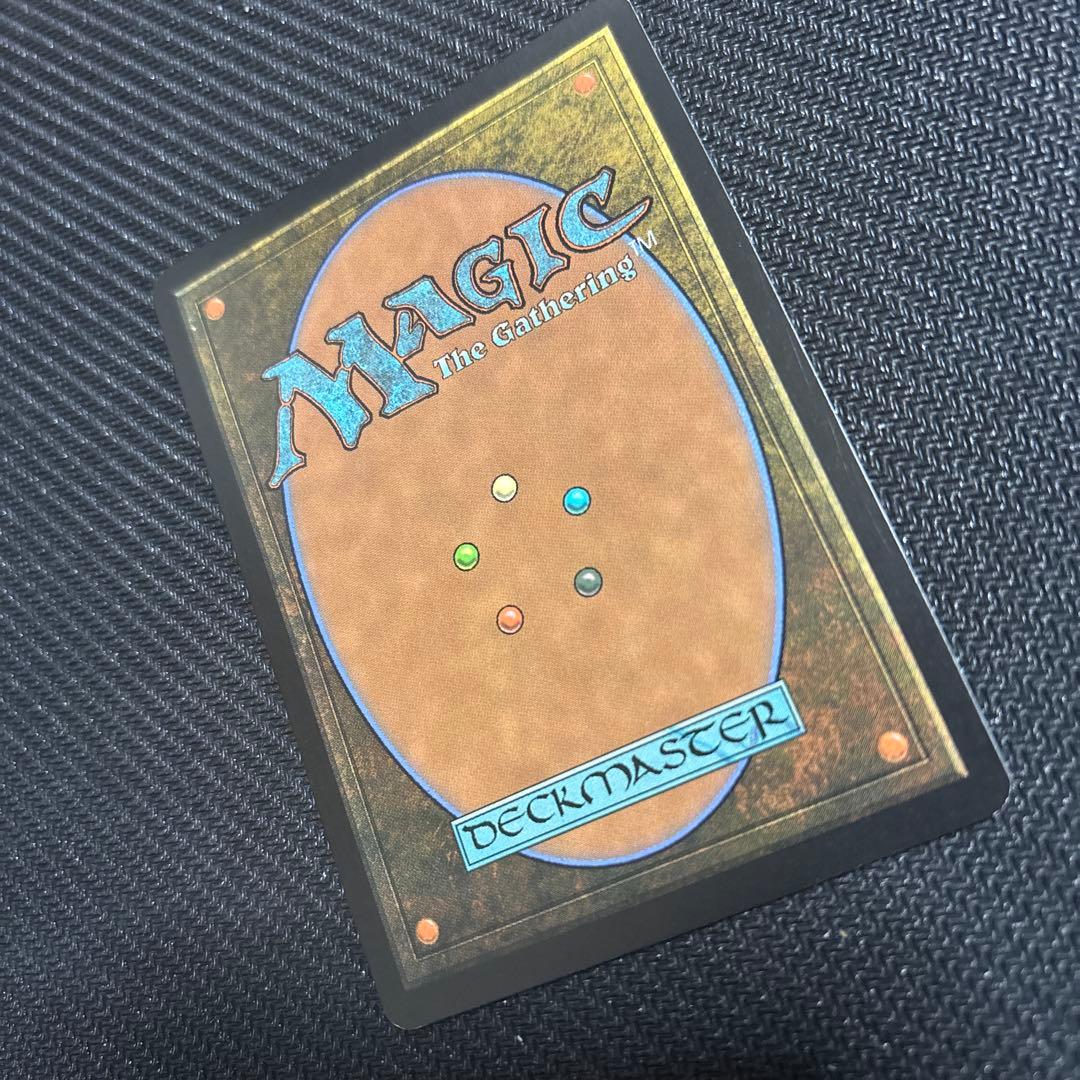 MAGIC
The Gathering™
DECKMASTER